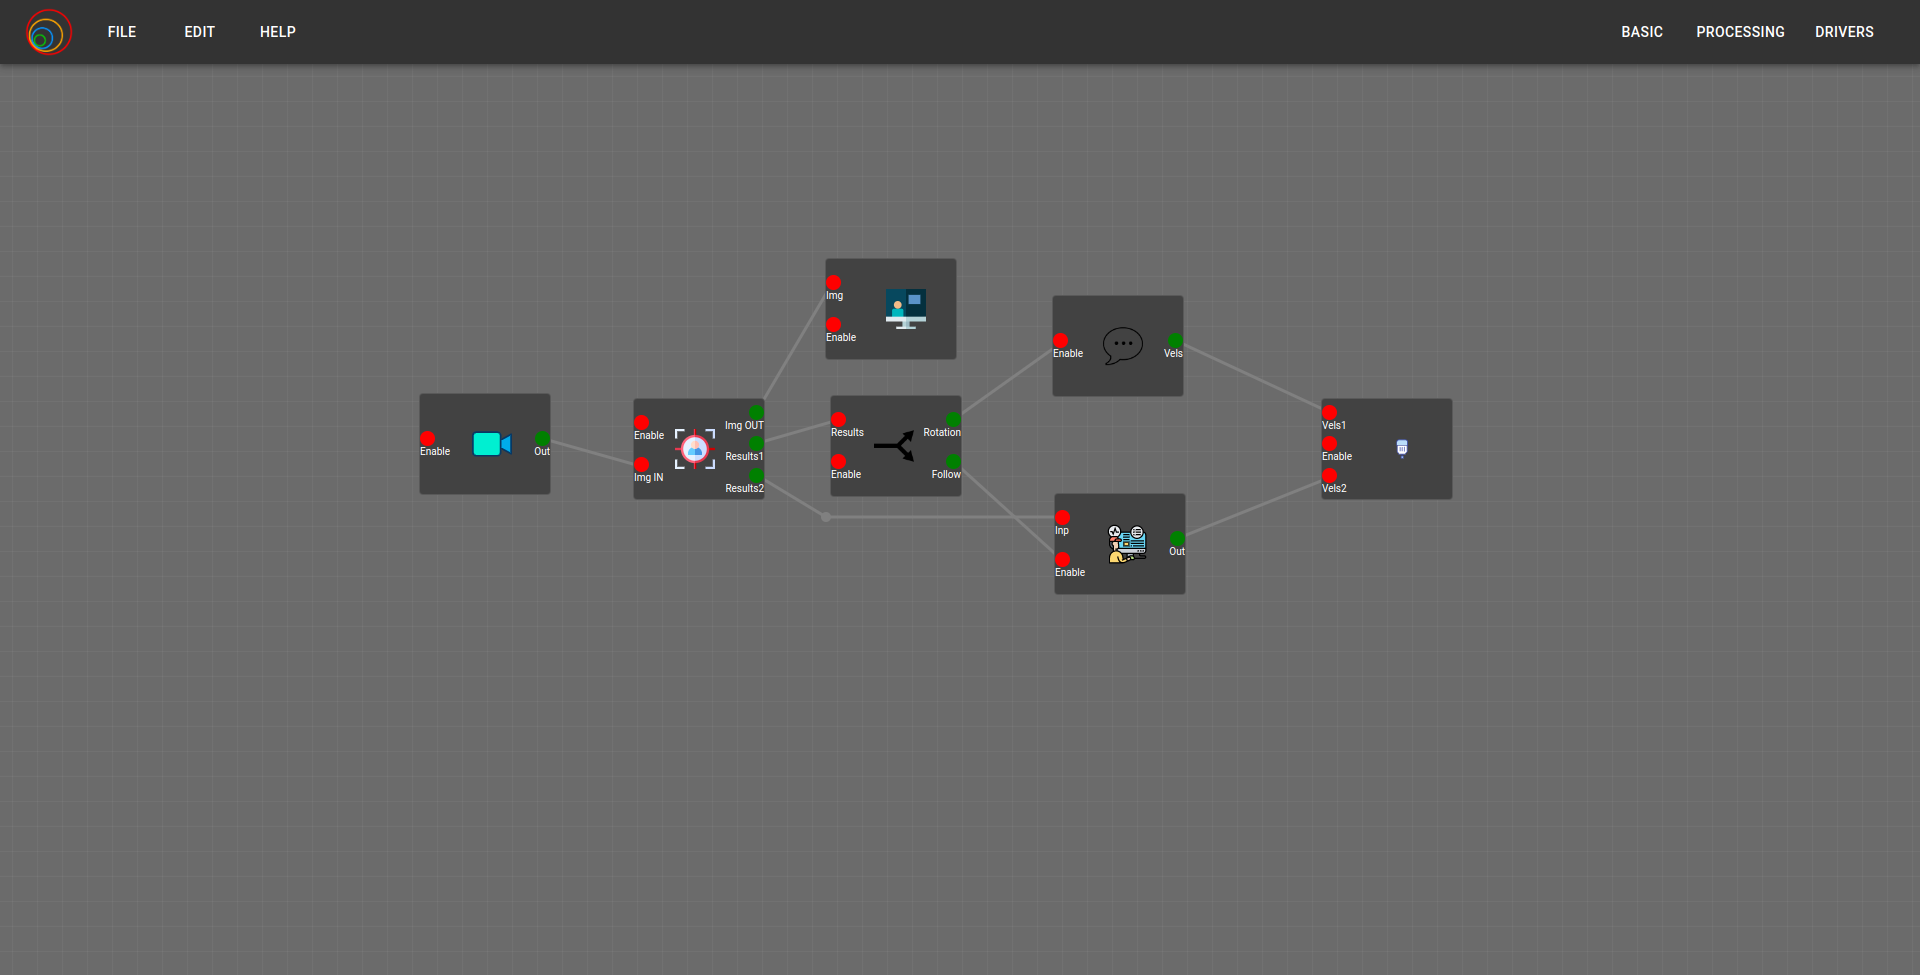 FILE
EDIT
HELP
BASIC
PROCESSING
DRIVERS
Img
Enable
Enable
Vels
Enable
Out
Enable
Img IN
Img OUT
Results1
Results2
Results
Enable
Rotation
Follow
Inp
Enable
Out
Vels1
Enable
Vels2